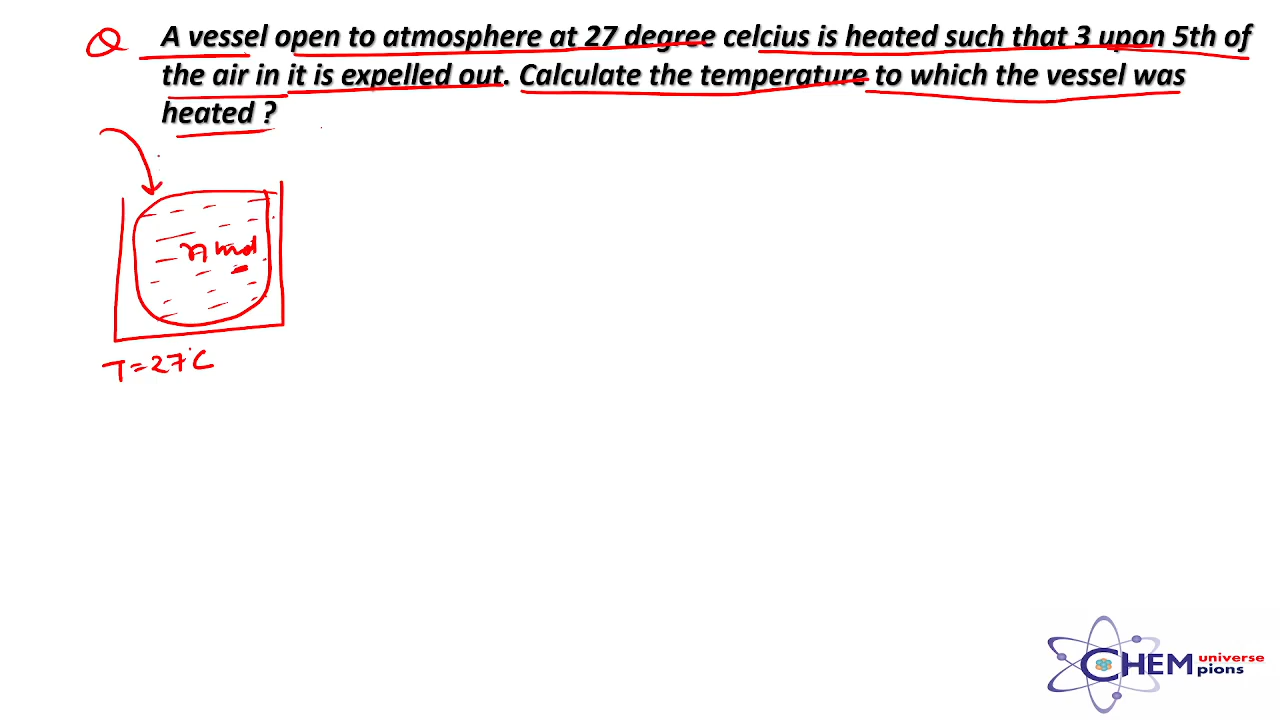 Q A vessel open to atmosphere at 27 degree celcius is heated such that 3 upon 5th of
the air in it is expelled out. Calculate the temperature to which the vessel was
heated ?
n mol
T=27°C
CHEM universe
pions